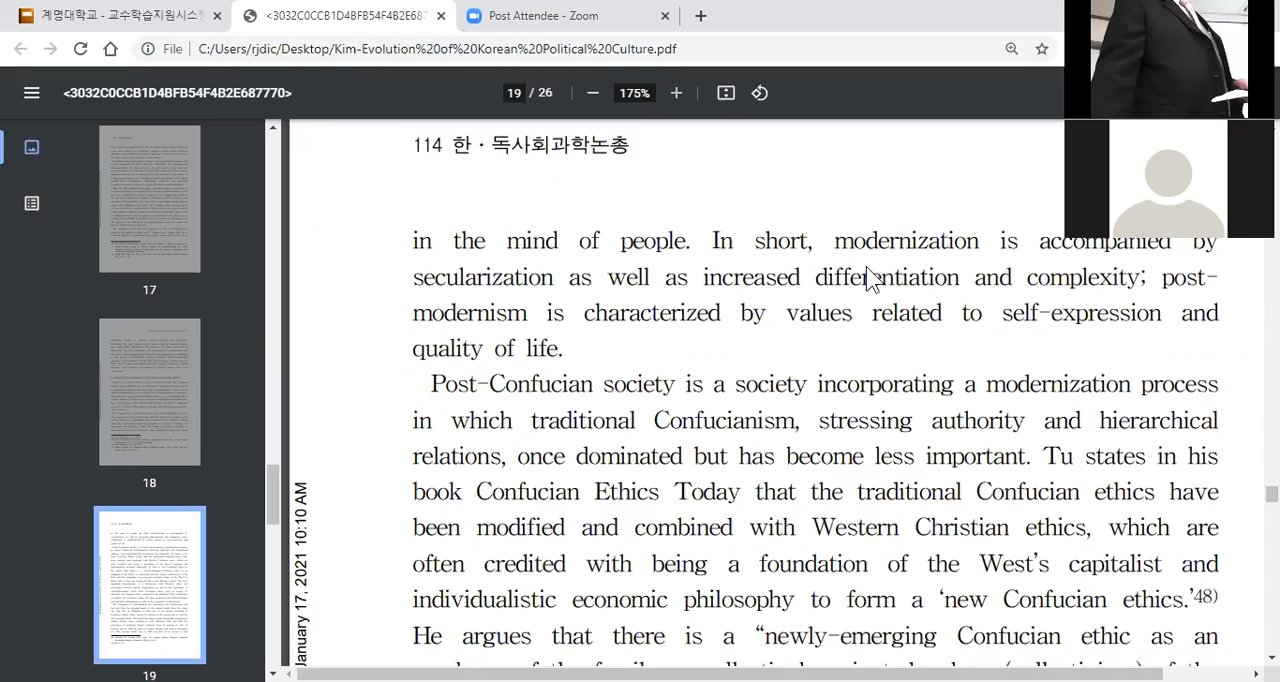 계명대학교 - 교수학습지원시스
<3032C0CCB1D4BFB54F4B2E687770>
Post Attendee - Zoom
File
C:/Users/rjdic/Desktop/Kim-Evolution%20of%20Korean%20Political%20Culture.pdf
<3032C0CCB1D4BFB54F4B2E687770>
19 / 26
175%
17
18
19
January 17, 2021 10:10 AM
114 한·독사회과학논총
in the mind of people. In short, modernization is accompanied by
secularization as well as increased differentiation and complexity; post-
modernism is characterized by values related to self-expression and
quality of life.
Post-Confucian society is a society incorporating a modernization process
in which traditional Confucianism, stressing authority and hierarchical
relations, once dominated but has become less important. Tu states in his
book Confucian Ethics Today that the traditional Confucian ethics have
been modified and combined with Western Christian ethics, which are
often credited with being a foundation of the West's capitalist and
individualistic economic philosophy to form a 'new Confucian ethics.'48)
He argues that there is a "newly-emerging Confucian ethic as an